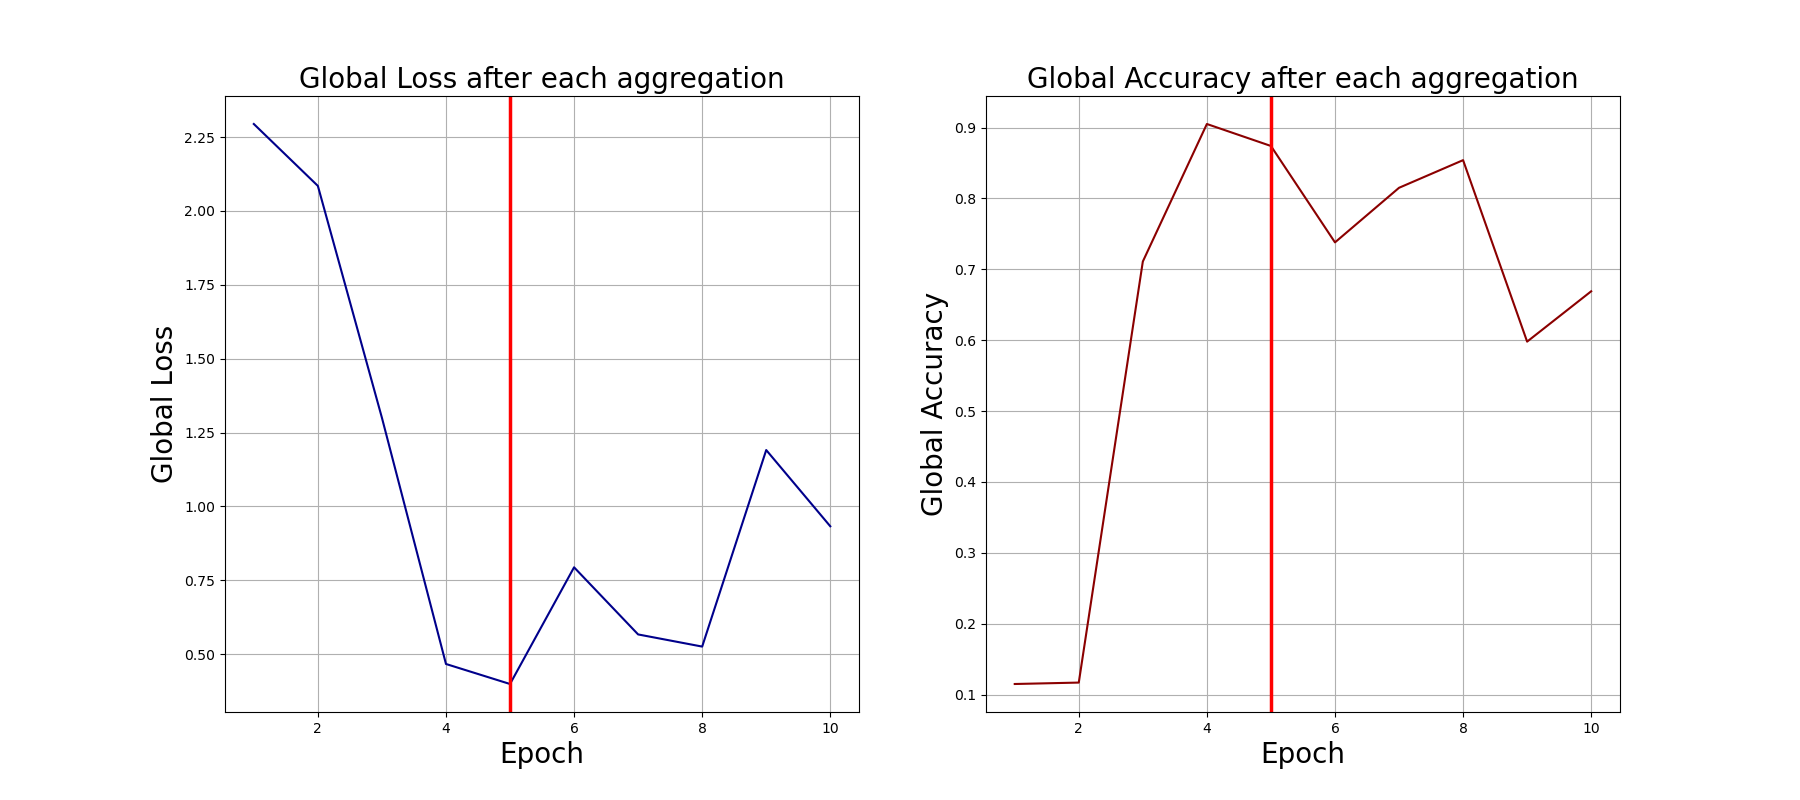 Global Loss after each aggregation
Global Loss
2.25
2.00
1.75
1.50
1.25
1.00
0.75
0.50
2 4 6 8 10
Epoch
Global Accuracy after each aggregation
Global Accuracy
0.9
0.8
0.7
0.6
0.5
0.4
0.3
0.2
0.1
2 4 6 8 10
Epoch